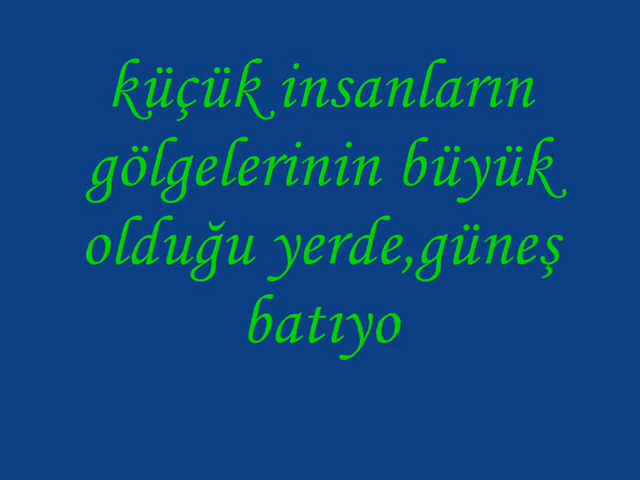 küçük insanların
gölgelerinin büyük
olduğu yerde,güneş
batıyo